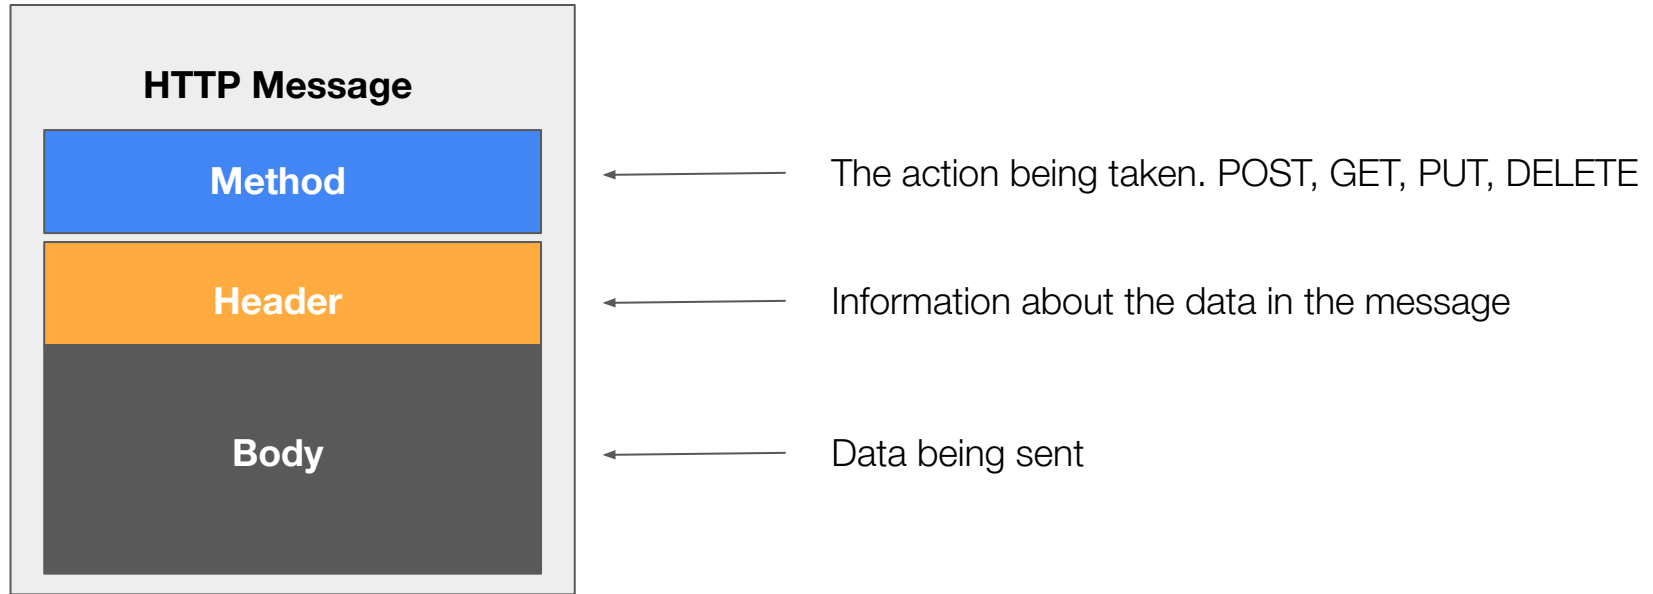 HTTP Message
Method
The action being taken. POST, GET, PUT, DELETE
Header
Information about the data in the message
Body
Data being sent